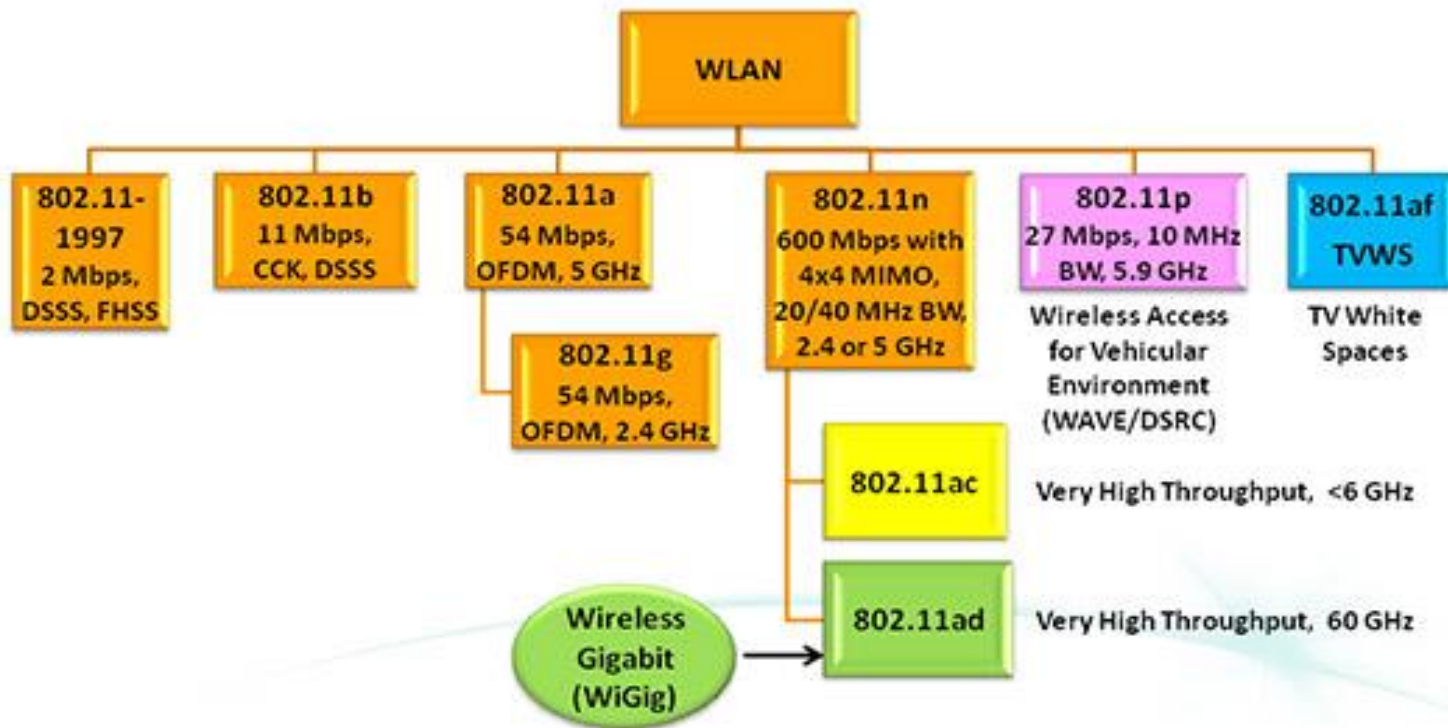 WLAN
802.11-
1997
2 Mbps,
DSSS, FHSS
802.11b
11 Mbps,
CCK, DSSS
802.11a
54 Mbps,
OFDM, 5 GHz
802.11g
54 Mbps,
OFDM, 2.4 GHz
802.11n
600 Mbps with
4x4 MIMO,
20/40 MHz BW,
2.4 or 5 GHz
802.11p
27 Mbps, 10 MHz
BW, 5.9 GHz
Wireless Access
for Vehicular
Environment
(WAVE/DSRC)
802.11af
TVWS
TV White
Spaces
802.11ac
Very High Throughput, <6 GHz
Wireless
Gigabit
(WiGig)
802.11ad
Very High Throughput, 60 GHz